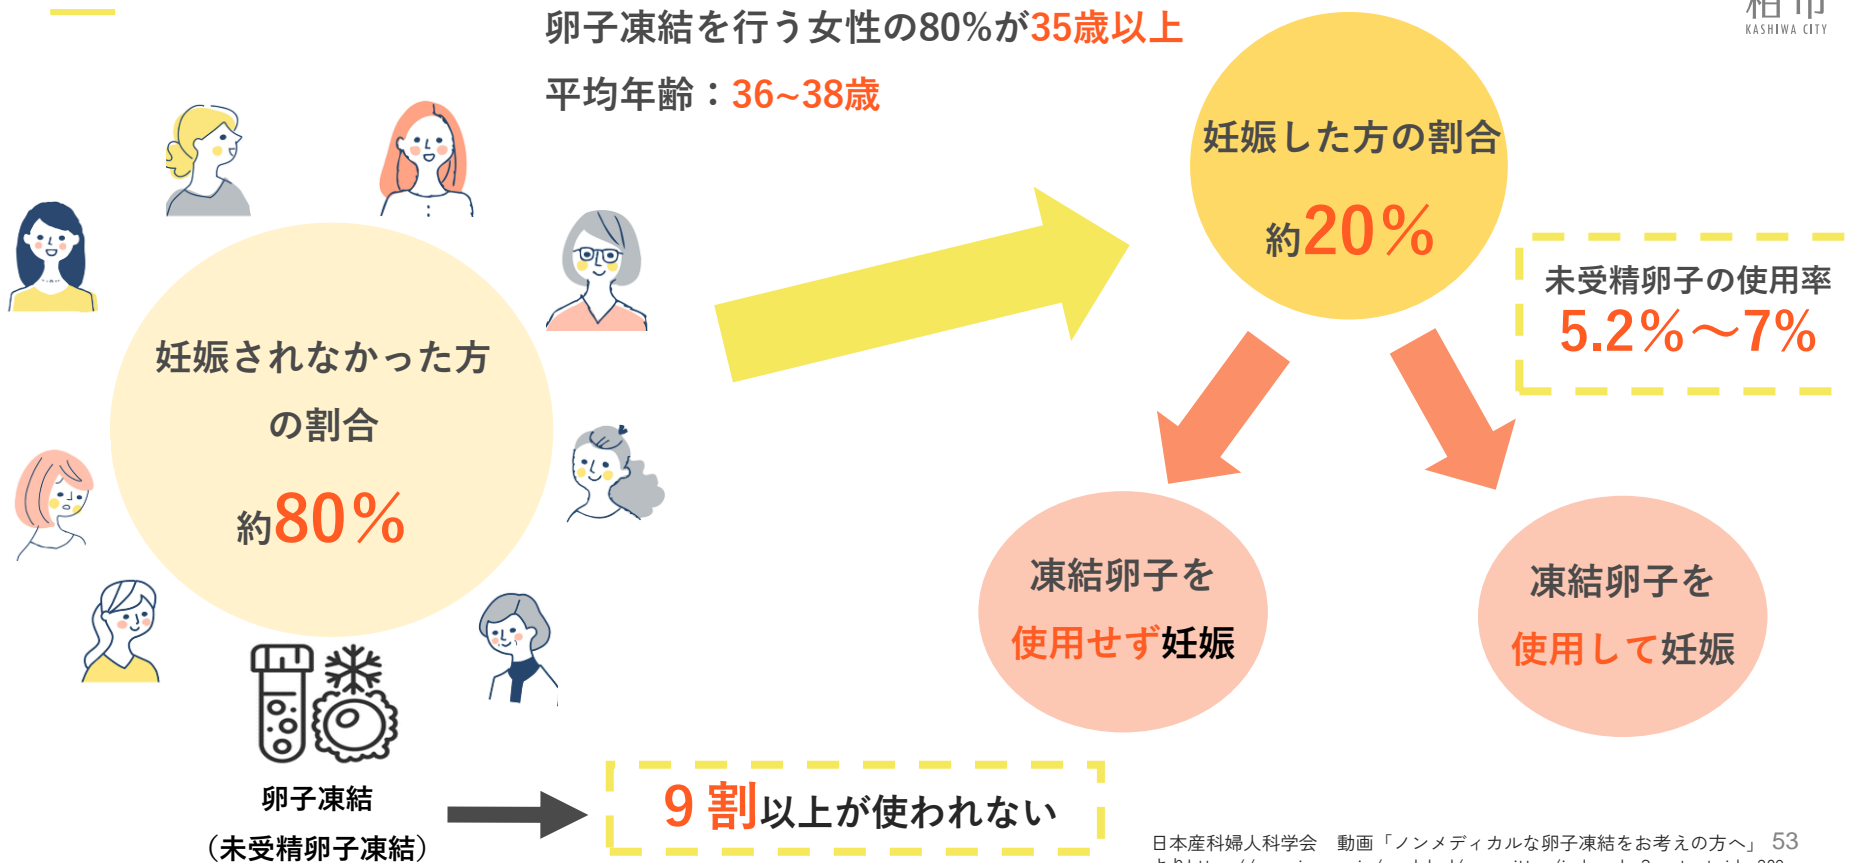 卵子凍結を行う女性の80%が35歳以上
平均年齢：36~38歳
柏市
KASHIWA CITY
妊娠した方の割合
約20%
未受精卵子の使用率
5.2%～7%
妊娠されなかった方
の割合
約80%
凍結卵子を
使用せず妊娠
凍結卵子を
使用して妊娠
卵子凍結
（未受精卵子凍結）
9割以上が使われない
日本産科婦人科学会　動画「ノンメディカルな卵子凍結をお考えの方へ」 53